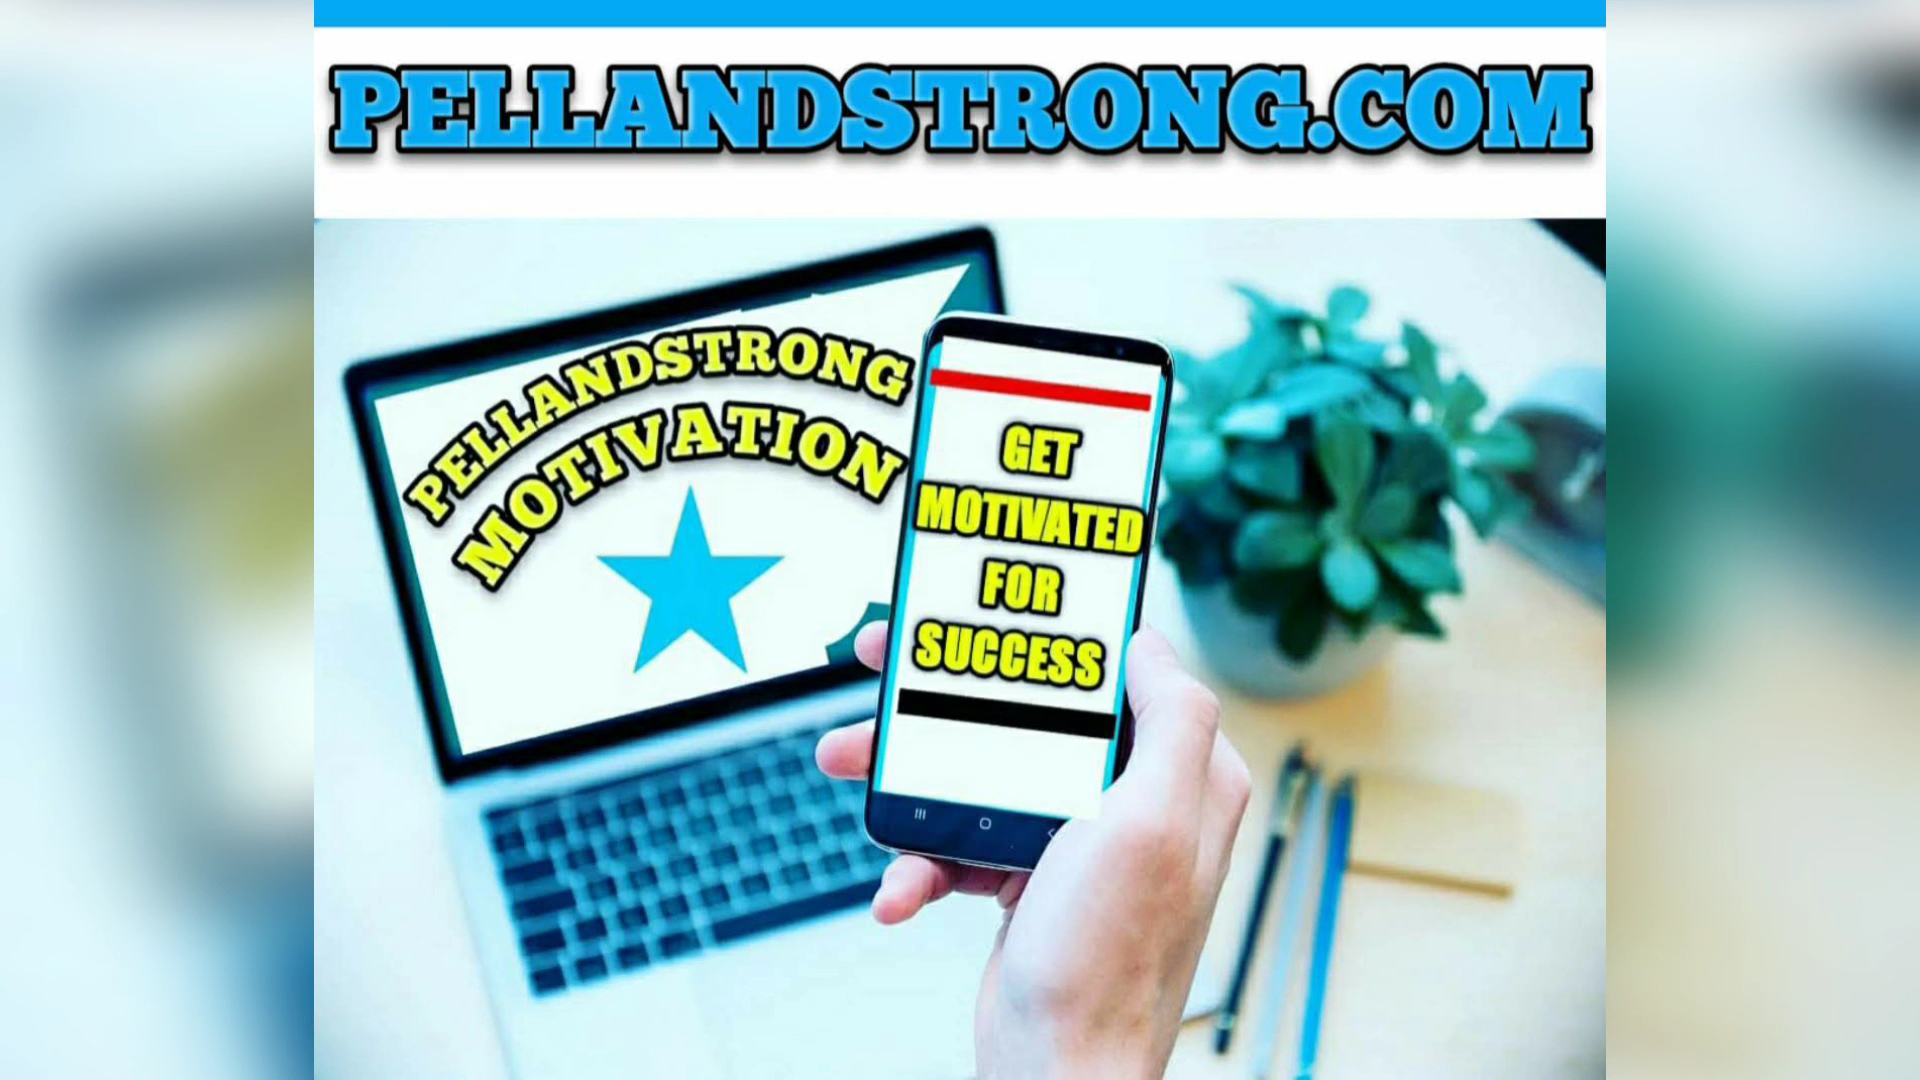 PELLANDSTRONG.COM
PELLANDSTRONG
MOTIVATION
GET
MOTIVATED
FOR
SUCCESS